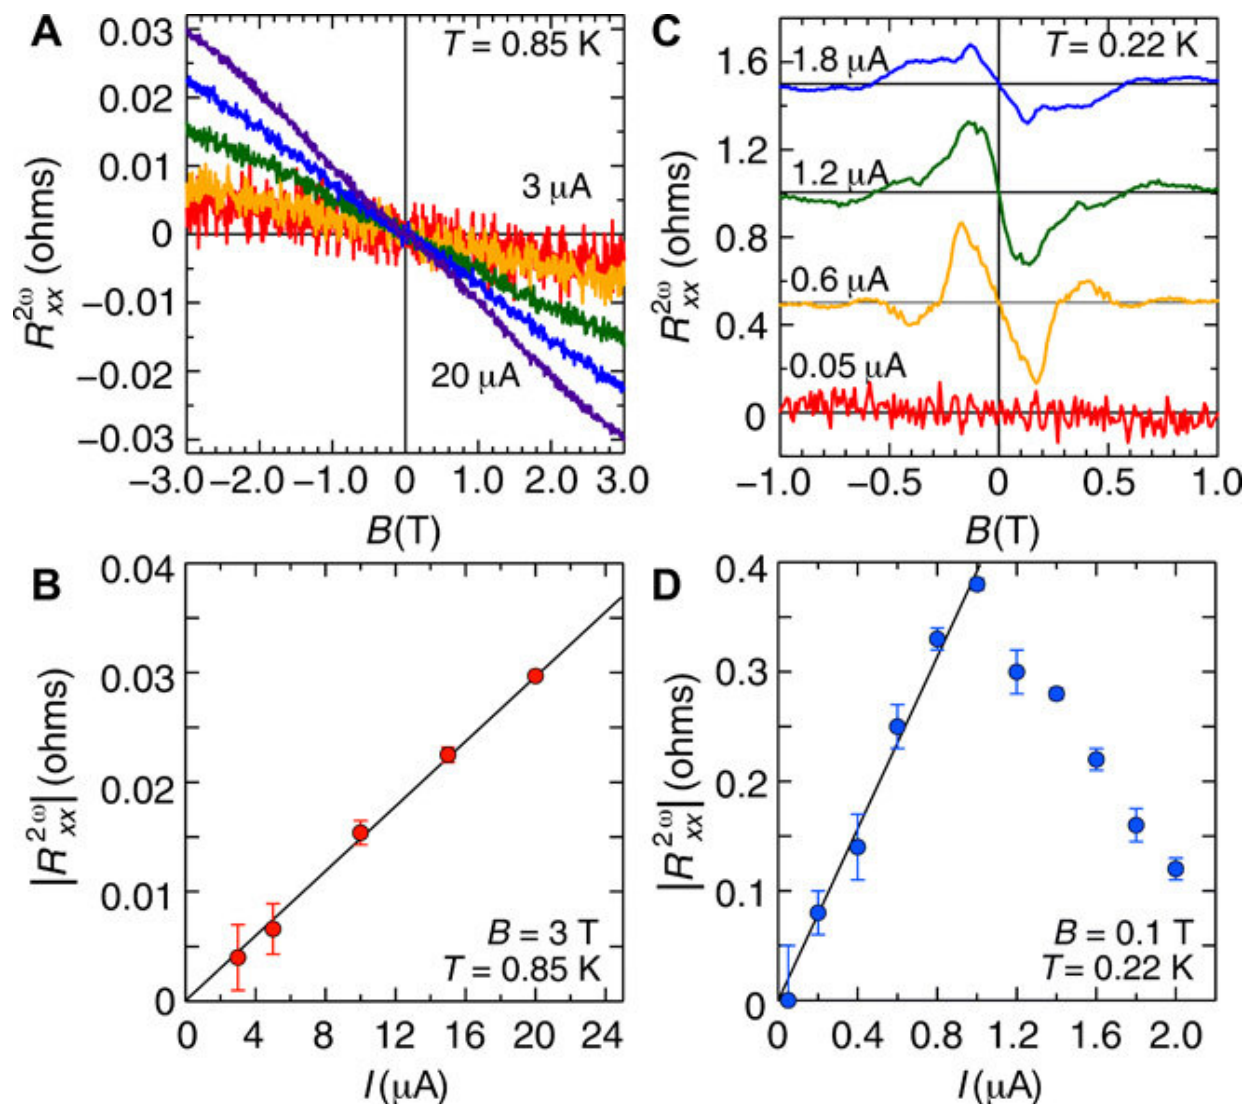 A
T = 0.85 K
3 μA
20 μA
0.03
0.02
0.01
0
−0.01
−0.02
−0.03
−3.0 −2.0 −1.0 0 1.0 2.0 3.0
R^{2ω}_{xx} (ohms)
B(T)
C
T = 0.22 K
1.8 μA
1.2 μA
0.6 μA
0.05 μA
1.6
1.2
0.8
0.4
0
−1.0 −0.5 0 0.5 1.0
R^{2ω}_{xx} (ohms)
B(T)
B
0.04
0.03
0.02
0.01
0
0 4 8 12 16 20 24
|R^{2ω}_{xx}| (ohms)
B = 3 T
T = 0.85 K
I(μA)
D
0.4
0.3
0.2
0.1
0
0 0.4 0.8 1.2 1.6 2.0
|R^{2ω}_{xx}| (ohms)
B = 0.1 T
T = 0.22 K
I(μA)